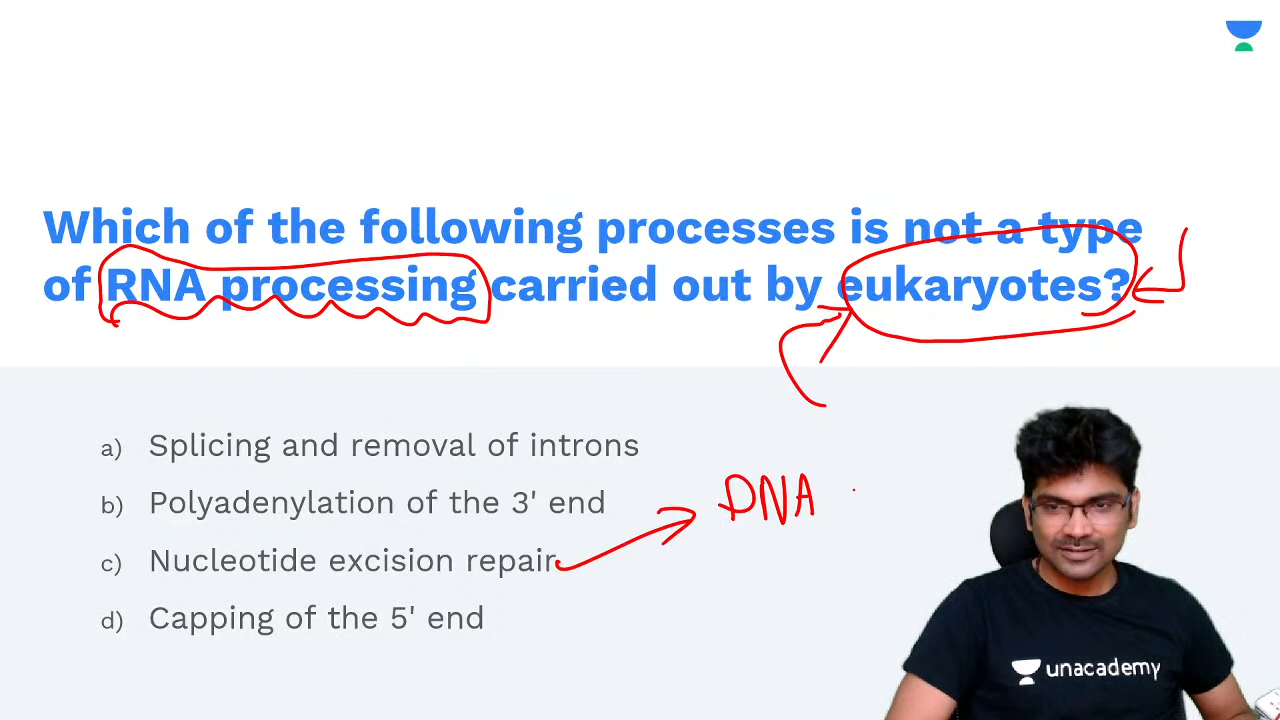 Which of the following processes is not a type
of RNA processing carried out by eukaryotes?
a) Splicing and removal of introns
b) Polyadenylation of the 3' end
DNA
c) Nucleotide excision repair
d) Capping of the 5' end
unacademy